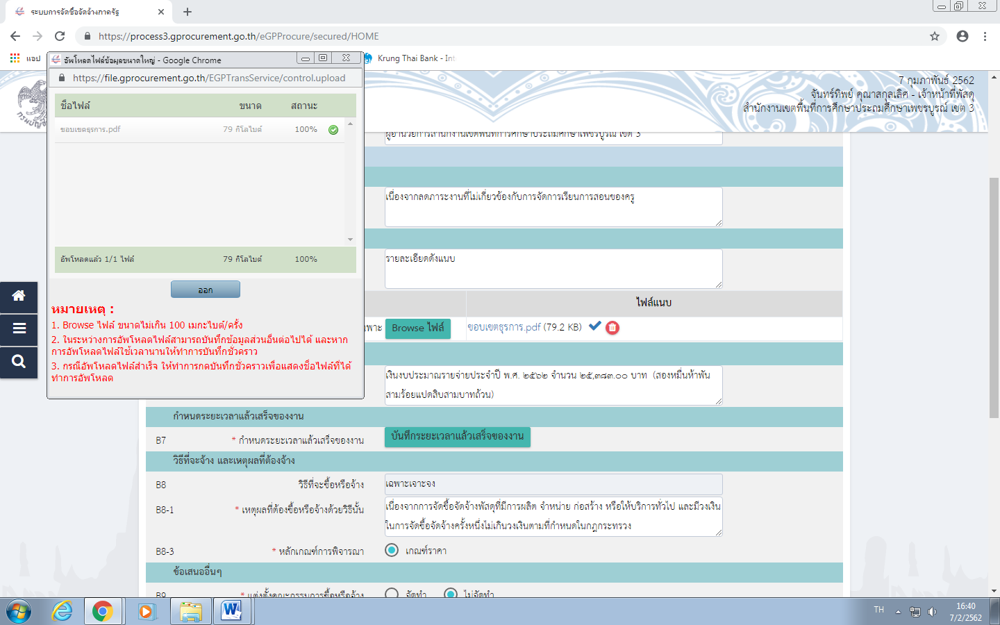 ระบบการจัดซื้อจัดจ้างภาครัฐ
https://process3.gprocurement.go.th/eGPProcure/secured/HOME
แอป
Krung Thai Bank - Int
อัพโหลดไฟล์ข้อมูลขนาดใหญ่ - Google Chrome
https://file.gprocurement.go.th/EGPTransService/control.upload
ชื่อไฟล์ ขนาด สถานะ
ขอบเขตธุรการ.pdf 79 กิโลไบต์ 100%
อัพโหลดแล้ว 1/1 ไฟล์ 79 กิโลไบต์ 100%
ออก
หมายเหตุ :
1. Browse ไฟล์ ขนาดไม่เกิน 100 เมกะไบต์/ครั้ง
2. ในระหว่างการอัพโหลดไฟล์สามารถบันทึกข้อมูลส่วนอื่นต่อไปได้ และหาก
การอัพโหลดไฟล์ใช้เวลานานให้ทำการบันทึกชั่วคราว
3. กรณีอัพโหลดไฟล์สำเร็จ ให้ทำการกดบันทึกชั่วคราวเพื่อแสดงชื่อไฟล์ที่ได้
ทำการอัพโหลด
7 กุมภาพันธ์ 2562
จันทร์ทิพย์ คุณาสกุลเลิศ - เจ้าหน้าที่พัสดุ
สำนักงานเขตพื้นที่การศึกษาประถมศึกษาเพชรบูรณ์ เขต 3
ผู้อำนวยการสำนักงานเขตพื้นที่การศึกษาประถมศึกษาเพชรบูรณ์ เขต 3
เนื่องจากลดภาระงานที่ไม่เกี่ยวข้องกับการจัดการเรียนการสอนของครู
รายละเอียดดังแนบ
ไฟล์แนบ
พาะ Browse ไฟล์ ขอบเขตธุรการ.pdf (79.2 KB)
เงินงบประมาณรายจ่ายประจำปี พ.ศ. ๒๕๖๒ จำนวน ๒๕,๓๘๓.๐๐ บาท (สองหมื่นห้าพัน
สามร้อยแปดสิบสามบาทถ้วน)
กำหนดระยะเวลาแล้วเสร็จของงาน
B7 * กำหนดระยะเวลาแล้วเสร็จของงาน บันทึกระยะเวลาแล้วเสร็จของงาน
วิธีที่จะจ้าง และเหตุผลที่ต้องจ้าง
B8 วิธีที่จะซื้อหรือจ้าง เฉพาะเจาะจง
B8-1 * เหตุผลที่ต้องซื้อหรือจ้างด้วยวิธีนั้น เนื่องจากการจัดซื้อจัดจ้างพัสดุที่มีการผลิต จำหน่าย ก่อสร้าง หรือให้บริการทั่วไป และมีวงเงิน
ในการจัดซื้อจัดจ้างครั้งหนึ่งไม่เกินวงเงินตามที่กำหนดในกฎกระทรวง
B8-3 * หลักเกณฑ์การพิจารณา เกณฑ์ราคา
ข้อเสนออื่นๆ
B9 * แต่งตั้งคณะกรรมการซื้อหรือจ้าง จัดทำ ไม่จัดทำ
TH
16:40
7/2/2562